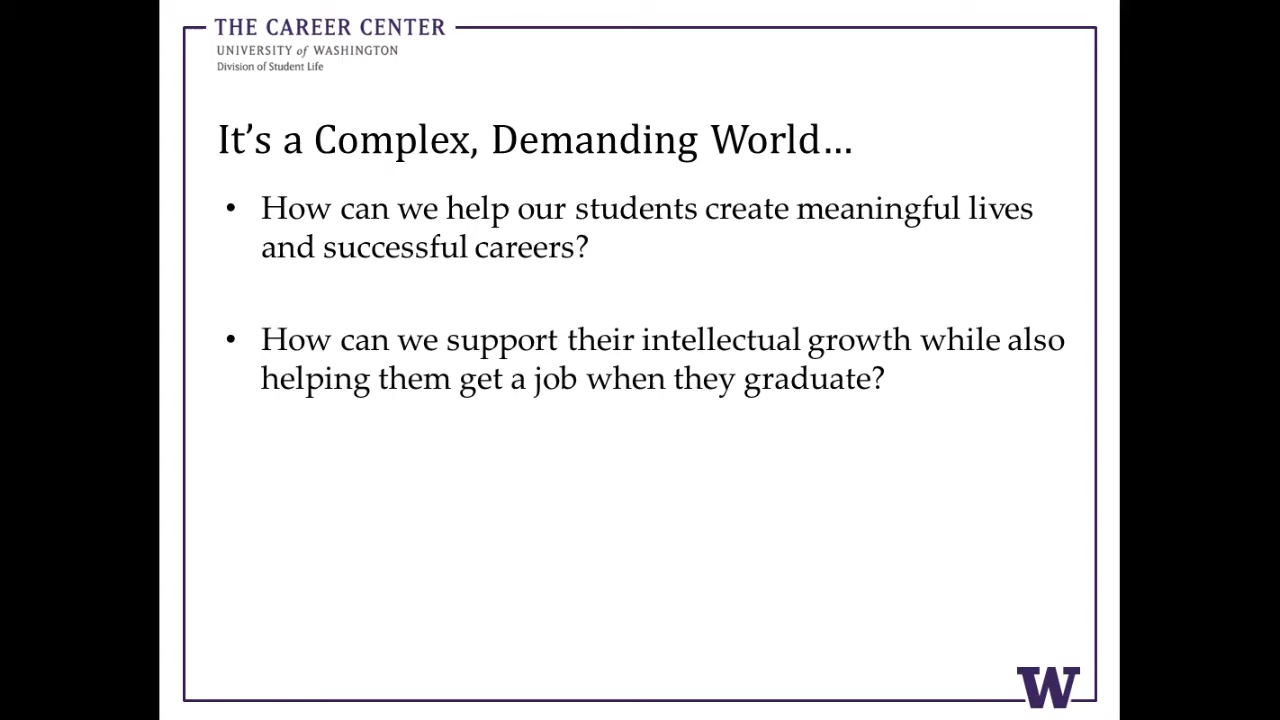 THE CAREER CENTER
UNIVERSITY of WASHINGTON
Division of Student Life
It's a Complex, Demanding World…
• How can we help our students create meaningful lives
and successful careers?
• How can we support their intellectual growth while also
helping them get a job when they graduate?
W